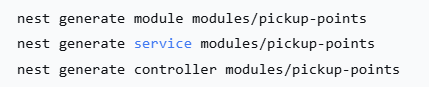 nest generate module modules/pickup-points
nest generate service modules/pickup-points
nest generate controller modules/pickup-points